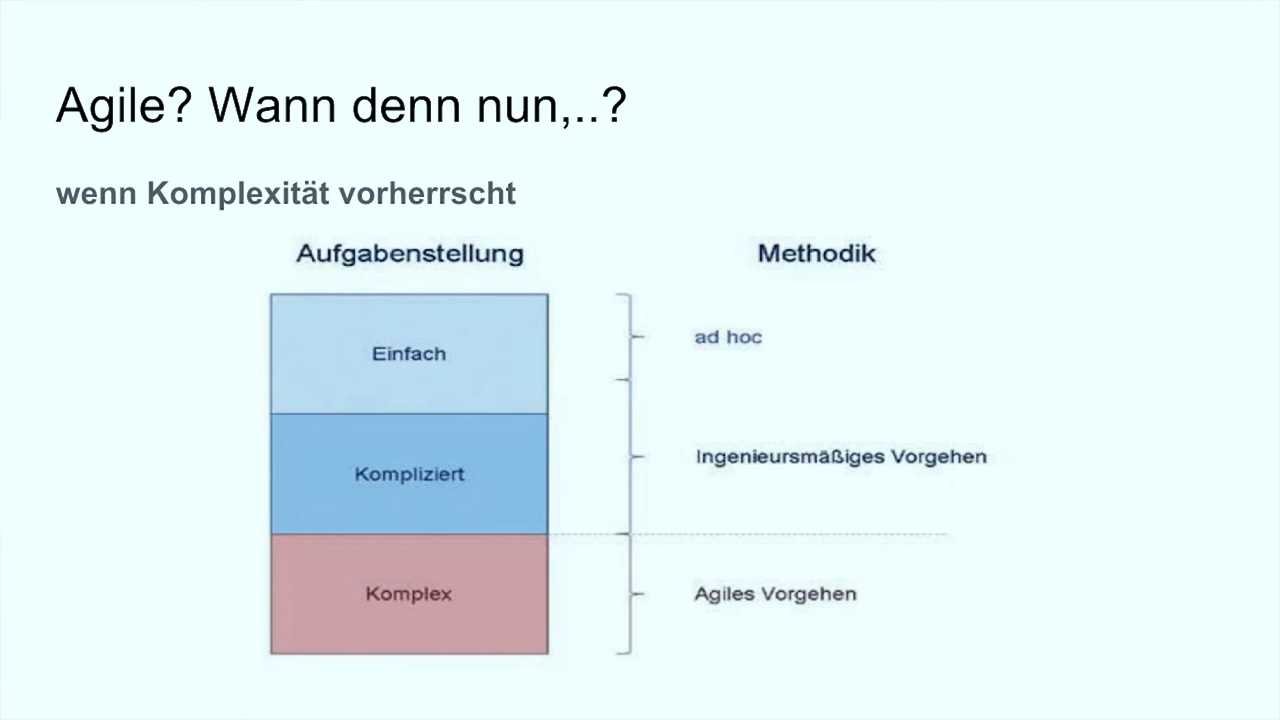 Agile? Wann denn nun,..?
wenn Komplexität vorherrscht
Aufgabenstellung
Methodik
Einfach
ad hoc
Kompliziert
Ingenieursmäßiges Vorgehen
Komplex
Agiles Vorgehen